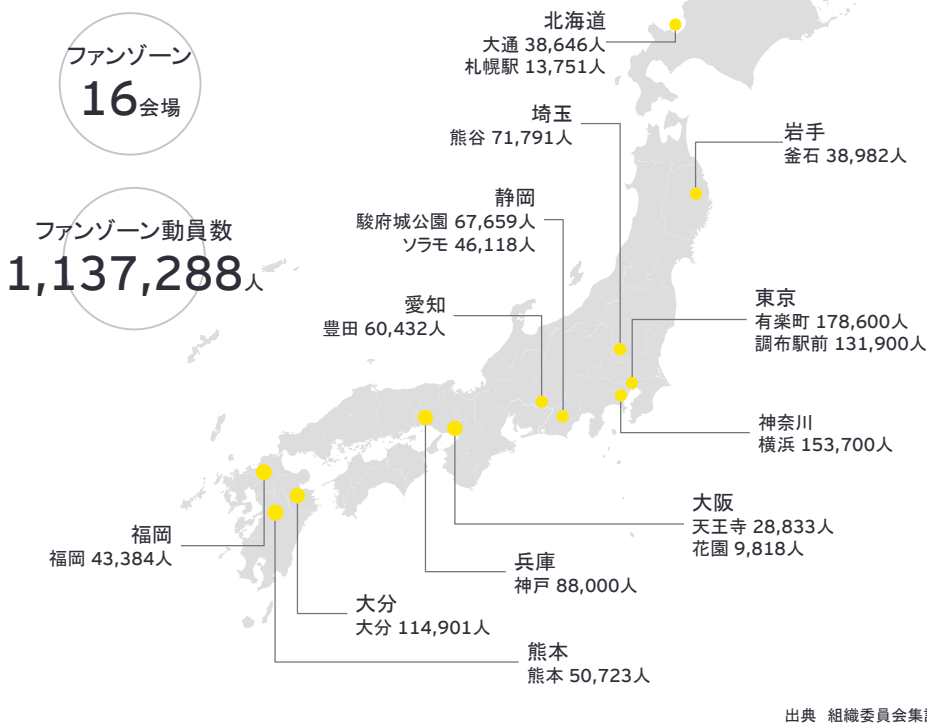 ファンゾーン
16会場
ファンゾーン動員数
1,137,288人
北海道
大通 38,646人
札幌駅 13,751人
埼玉
熊谷 71,791人
岩手
釜石 38,982人
静岡
駿府城公園 67,659人
ソラモ 46,118人
愛知
豊田 60,432人
東京
有楽町 178,600人
調布駅前 131,900人
神奈川
横浜 153,700人
大阪
天王寺 28,833人
花園 9,818人
福岡
福岡 43,384人
兵庫
神戸 88,000人
大分
大分 114,901人
熊本
熊本 50,723人
出典 組織委員会集計